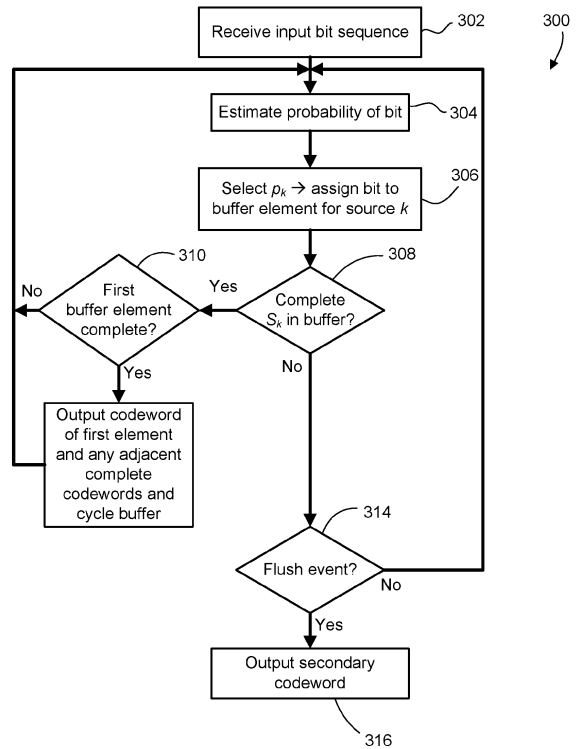 Receive input bit sequence
302
300
Estimate probability of bit
304
Select pk → assign bit to
buffer element for source k
306
310
308
First
buffer element
complete?
No
Yes
Complete
Sk in buffer?
Yes
No
Output codeword
of first element
and any adjacent
complete
codewords and
cycle buffer
314
Flush event?
No
Yes
Output secondary
codeword
316